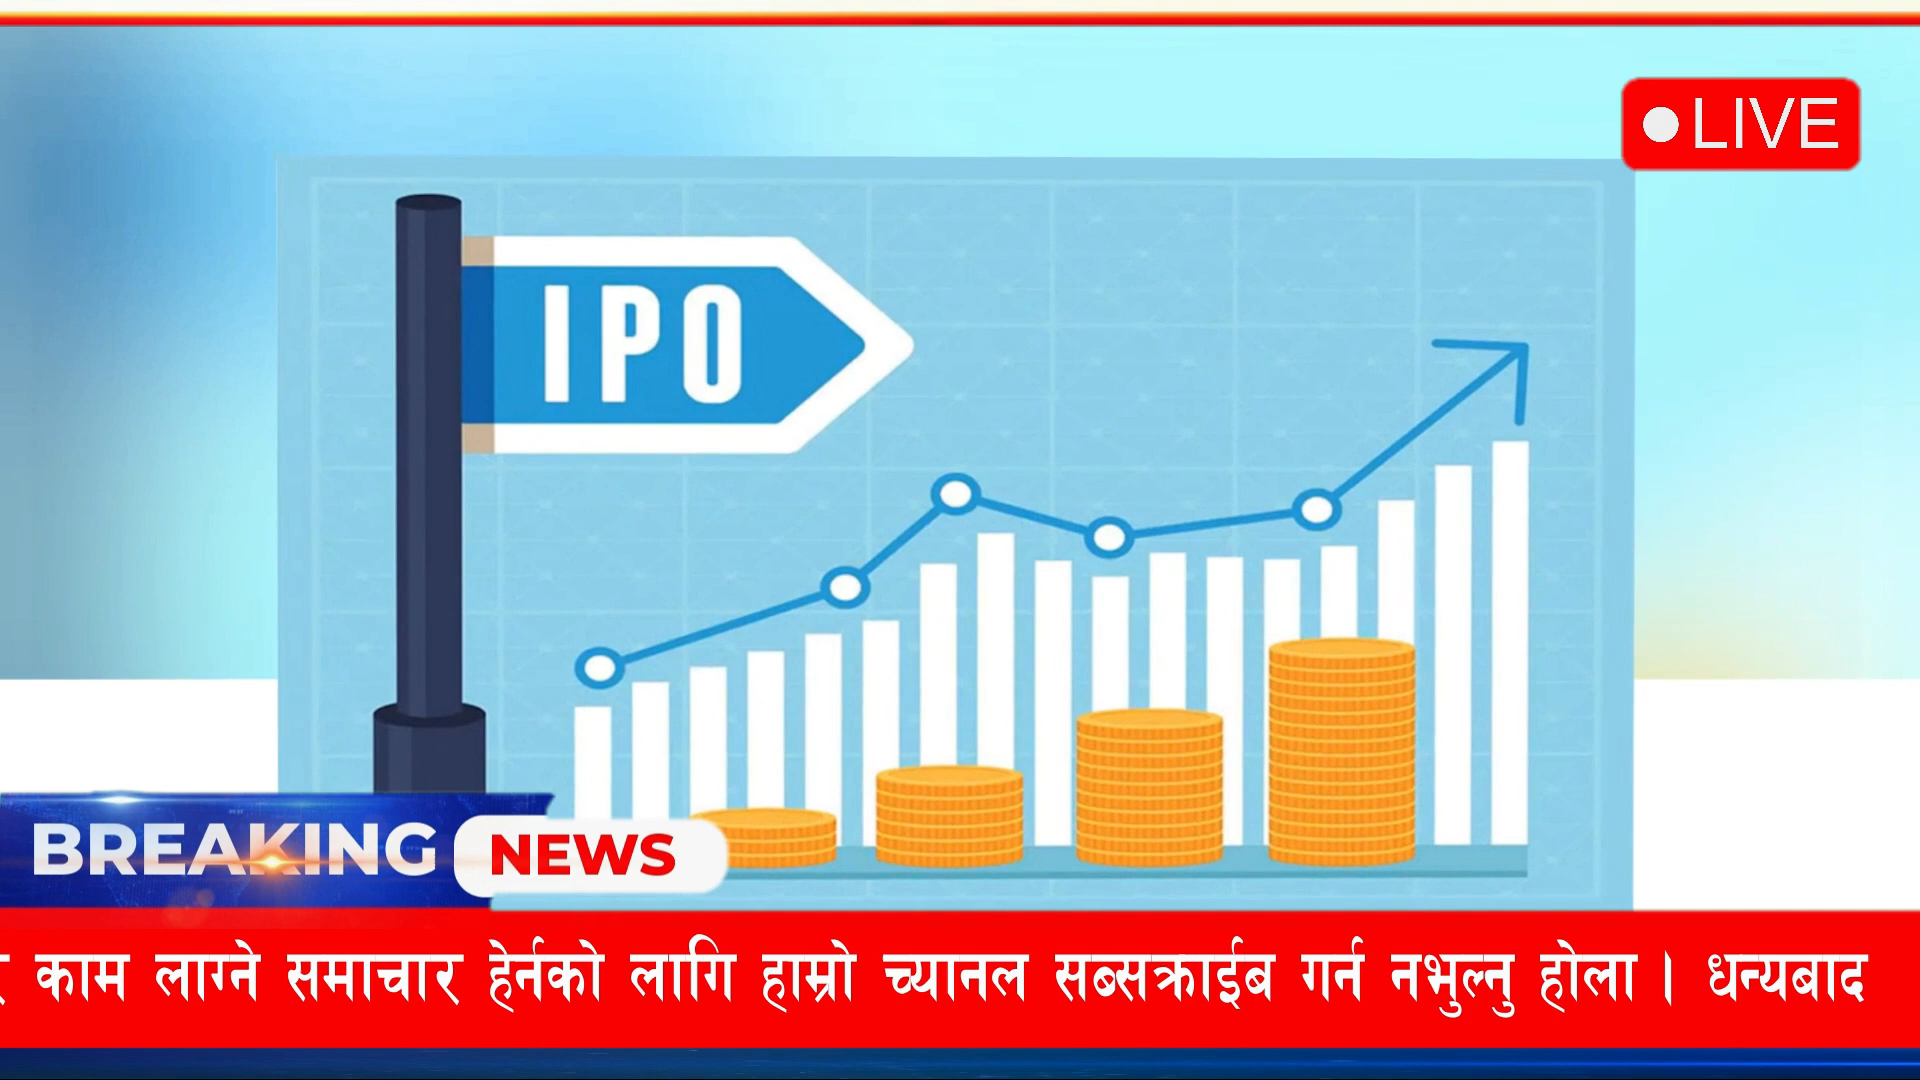 LIVE
IPO
BREAKING NEWS
काम लाग्ने समाचार हेर्नको लागि हाम्रो च्यानल सब्सक्राईब गर्न नभुल्नु होला । धन्यबाद